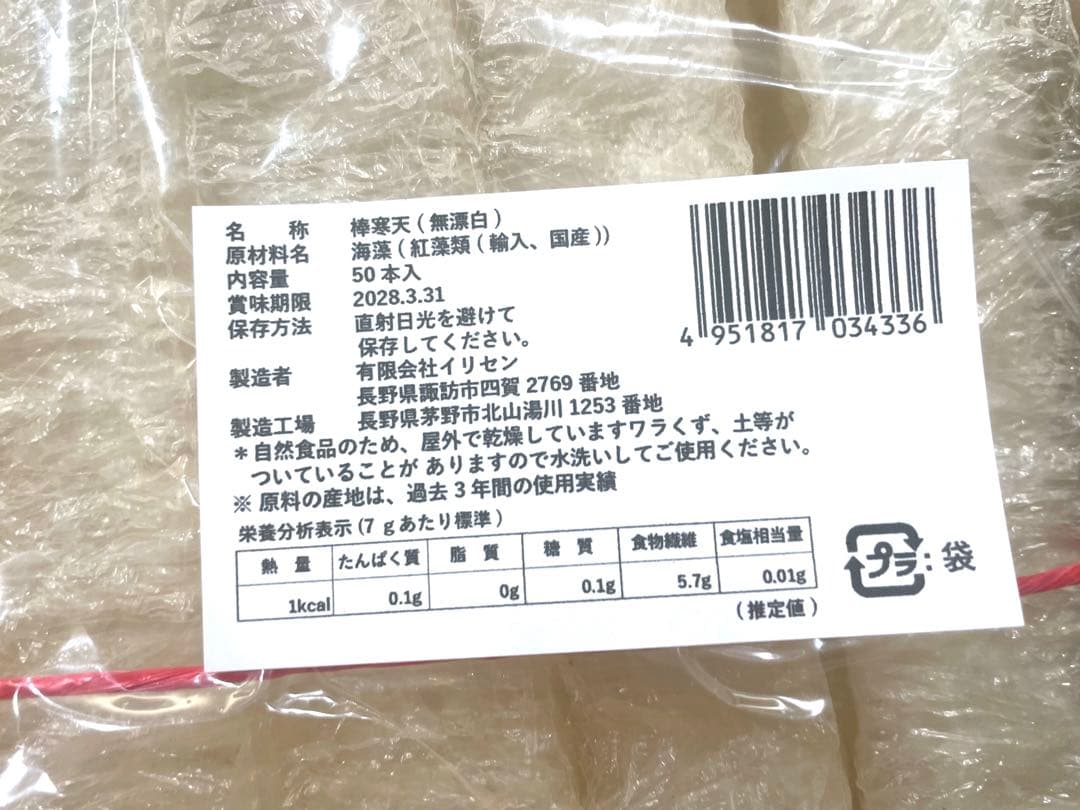 名　称　棒寒天（無漂白）
原材料名　海藻（紅藻類（輸入、国産））
内容量　50本入
賞味期限　2028.3.31
保存方法　直射日光を避けて
保存してください。
製造者　有限会社イリセン
長野県諏訪市四賀2769番地
製造工場　長野県茅野市北山湯川1253番地
＊自然食品のため、屋外で乾燥していますワラくず、土等が
ついていることが ありますので水洗いしてご使用ください。
※ 原料の産地は、過去3年間の使用実績
栄養分析表示(7ｇあたり標準)
熱　量　たんぱく質　脂　質　糖　質　食物繊維　食塩相当量
1kcal　0.1g　0g　0.1g　5.7g　0.01g
(推定値)
4 951817 034336
プラ：袋